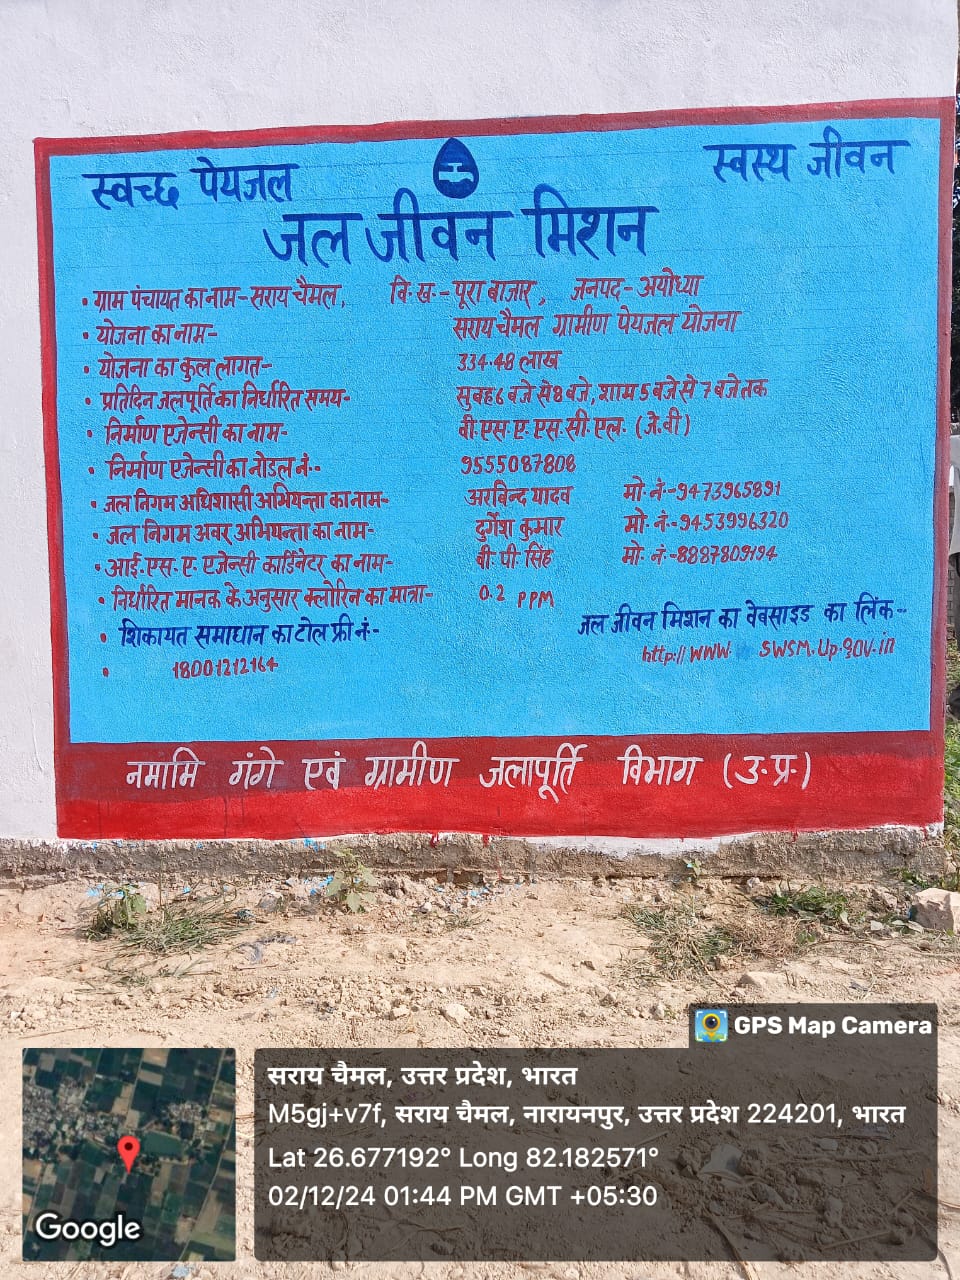 स्वच्छ पेयजल
स्वस्थ जीवन
जल जीवन मिशन
• ग्राम पंचायत का नाम- सराय चैमल, वि. ख.- पूरा बाजार, जनपद- अयोध्या
• योजना का नाम- सराय चैमल ग्रामीण पेयजल योजना
• योजना का कुल लागत- 334.48 लाख
• प्रतिदिन जलपूर्ति का निर्धारित समय- सुबह 6 बजे से 8 बजे, शाम 5 बजे से 7 बजे तक
• निर्माण एजेन्सी का नाम- वी.एस.ए.एस.सी.एल. (जे.वी)
• निर्माण एजेन्सी का नोडल नं.- 9555087808
• जल निगम अधिशासी अभियन्ता का नाम- अरबिन्द यादव मो. नं.-9473965891
• जल निगम अवर अभियन्ता का नाम- दुर्गेश कुमार मो. नं.-9453996320
• आई.एस.ए. एजेन्सी कार्डिनेटर का नाम- वी. पी. सिंह मो. नं-8887809194
• निर्धारित मानक के अनुसार क्लोरिन का मात्रा- 0.2 PPM
• शिकायत समाधान का टोल फ्री नं.-
जल जीवन मिशन का वेबसाइड का लिंक--
• 18001212164
http:// WWW. SWSM.Up.gov.in
नमामि गंगे एवं ग्रामीण जलापूर्ति विभाग (उ.प्र.)
GPS Map Camera
सराय चैमल, उत्तर प्रदेश, भारत
M5gj+v7f, सराय चैमल, नारायनपुर, उत्तर प्रदेश 224201, भारत
Lat 26.677192° Long 82.182571°
02/12/24 01:44 PM GMT +05:30
Google